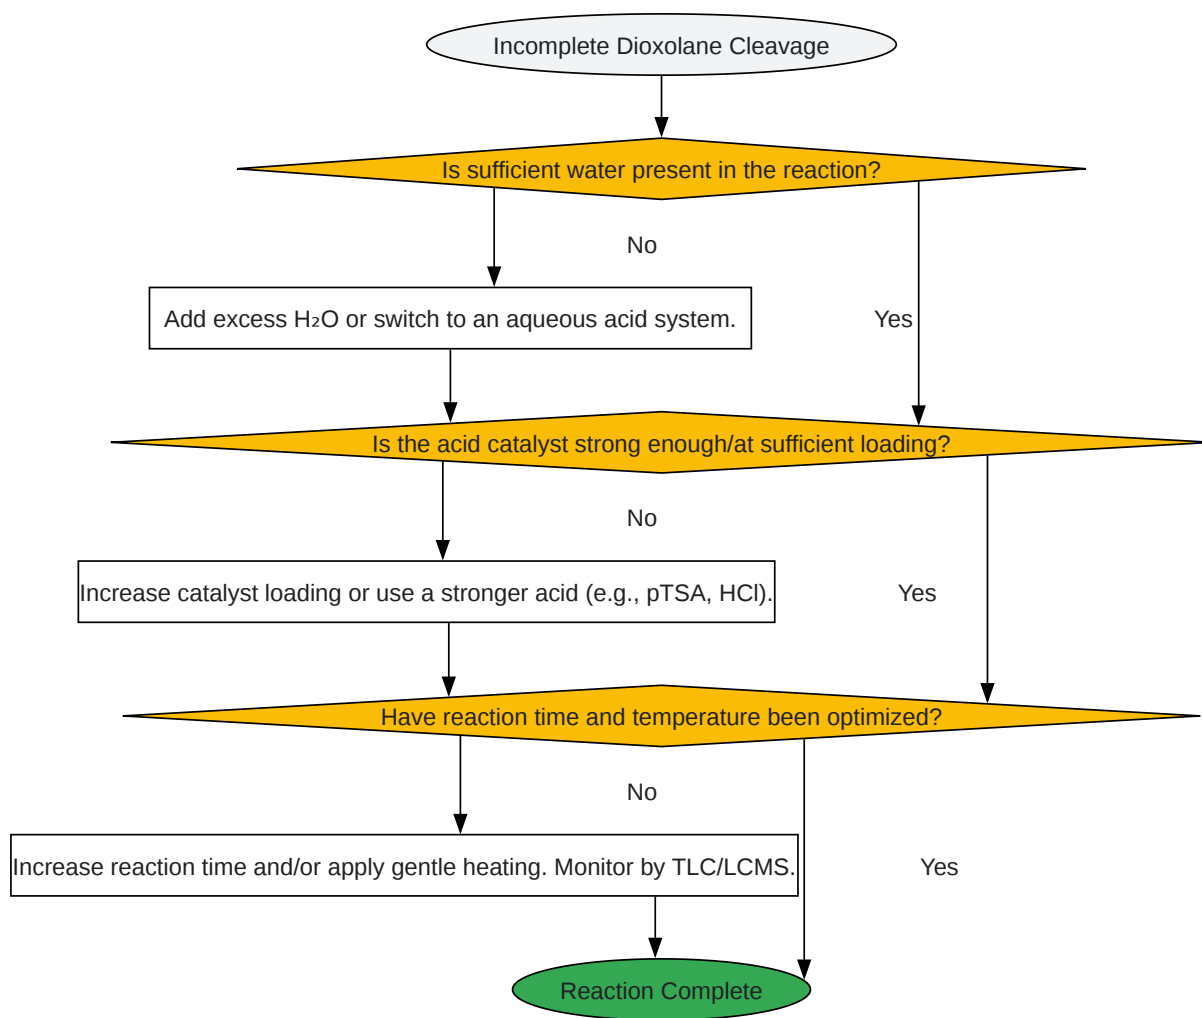 Incomplete Dioxolane Cleavage
Is sufficient water present in the reaction?
No
Add excess H₂O or switch to an aqueous acid system.
Yes
Is the acid catalyst strong enough/at sufficient loading?
No
Increase catalyst loading or use a stronger acid (e.g., pTSA, HCl).
Yes
Have reaction time and temperature been optimized?
No
Increase reaction time and/or apply gentle heating. Monitor by TLC/LCMS.
Yes
Reaction Complete